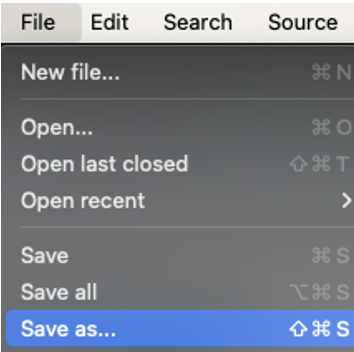 File Edit Search Source
New file... ⌘ N
Open... ⌘ O
Open last closed ⇧⌘ T
Open recent >
Save ⌘ S
Save all ⌥⌘ S
Save as... ⇧⌘ S